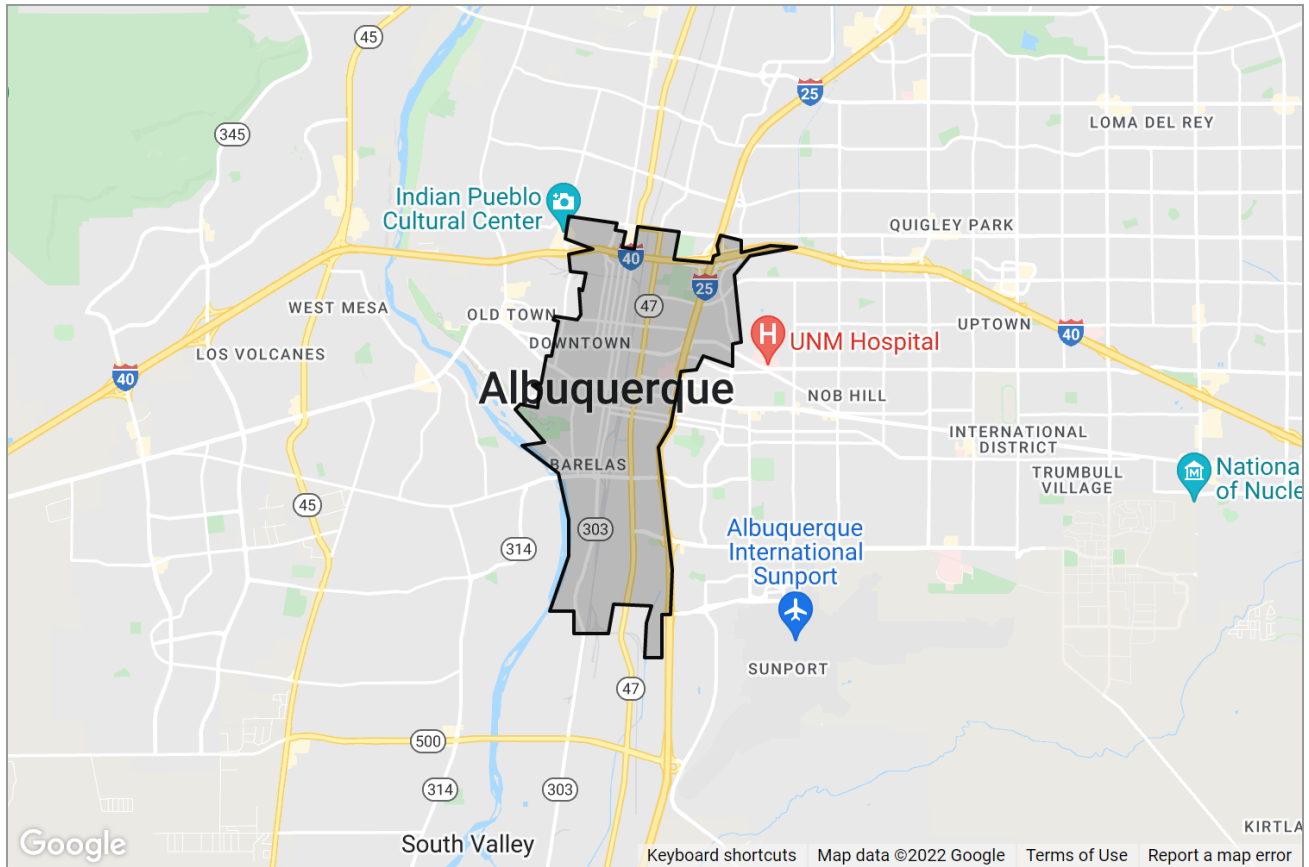 45
25
345
LOMA DEL REY
Indian Pueblo
Cultural Center
QUIGLEY PARK
40
25
WEST MESA
OLD TOWN
47
UPTOWN
40
DOWNTOWN
UNM Hospital
LOS VOLCANES
40
Albuquerque
NOB HILL
INTERNATIONAL
DISTRICT
BARELAS
TRUMBULL
VILLAGE
Nationa
of Nucle
45
303
314
Albuquerque
International
Sunport
SUNPORT
47
500
314
303
South Valley
KIRTLA
Google
Keyboard shortcuts
Map data ©2022 Google
Terms of Use
Report a map error